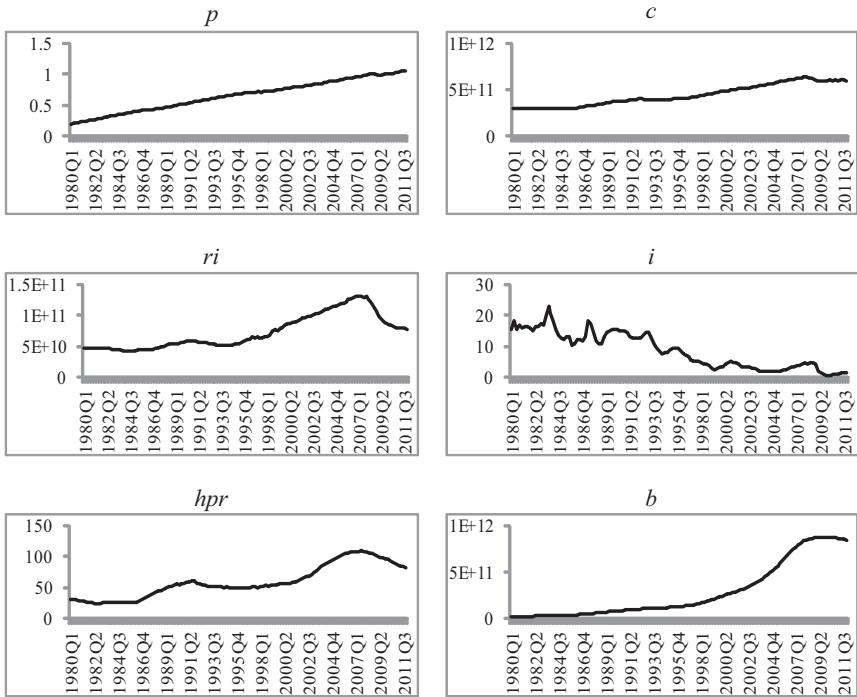 p
1.5
1
0.5
0
1980Q1
1982Q2
1984Q3
1986Q4
1989Q1
1991Q2
1993Q3
1995Q4
1998Q1
2000Q2
2002Q3
2004Q4
2007Q1
2009Q2
2011Q3
c
1E+12
5E+11
0
1980Q1
1982Q2
1984Q3
1986Q4
1989Q1
1991Q2
1993Q3
1995Q4
1998Q1
2000Q2
2002Q3
2004Q4
2007Q1
2009Q2
2011Q3
ri
1.5E+11
1E+11
5E+10
0
1980Q1
1982Q2
1984Q3
1986Q4
1989Q1
1991Q2
1993Q3
1995Q4
1998Q1
2000Q2
2002Q3
2004Q4
2007Q1
2009Q2
2011Q3
i
30
20
10
0
1980Q1
1982Q2
1984Q3
1986Q4
1989Q1
1991Q2
1993Q3
1995Q4
1998Q1
2000Q2
2002Q3
2004Q4
2007Q1
2009Q2
2011Q3
hpr
150
100
50
0
1980Q1
1982Q2
1984Q3
1986Q4
1989Q1
1991Q2
1993Q3
1995Q4
1998Q1
2000Q2
2002Q3
2004Q4
2007Q1
2009Q2
2011Q3
b
1E+12
5E+11
0
1980Q1
1982Q2
1984Q3
1986Q4
1989Q1
1991Q2
1993Q3
1995Q4
1998Q1
2000Q2
2002Q3
2004Q4
2007Q1
2009Q2
2011Q3